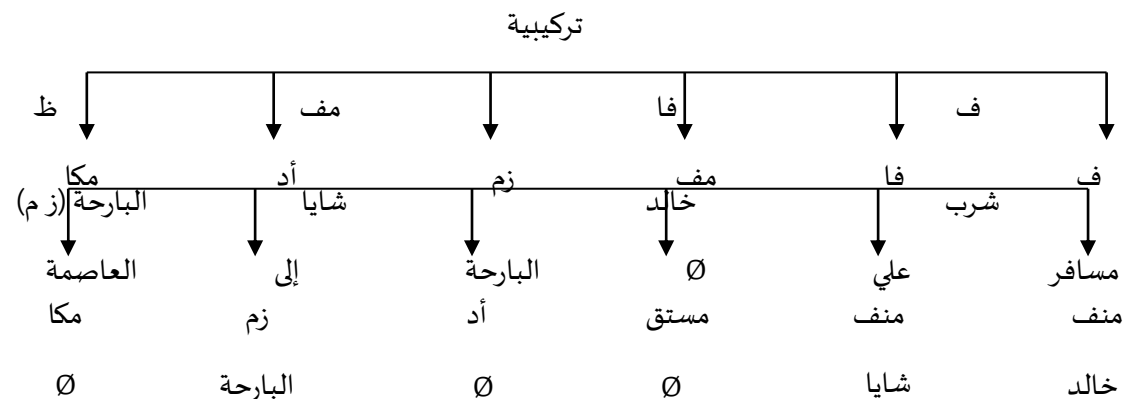 تركيبية
ف فا مف ظ
ف فا مف زم أد مكا
شرب خالد شايا البارحة (ز م)
مسافر علي Ø البارحة إلى العاصمة
منف منف مستق أد زم مكا
خالد شايا Ø Ø البارحة Ø